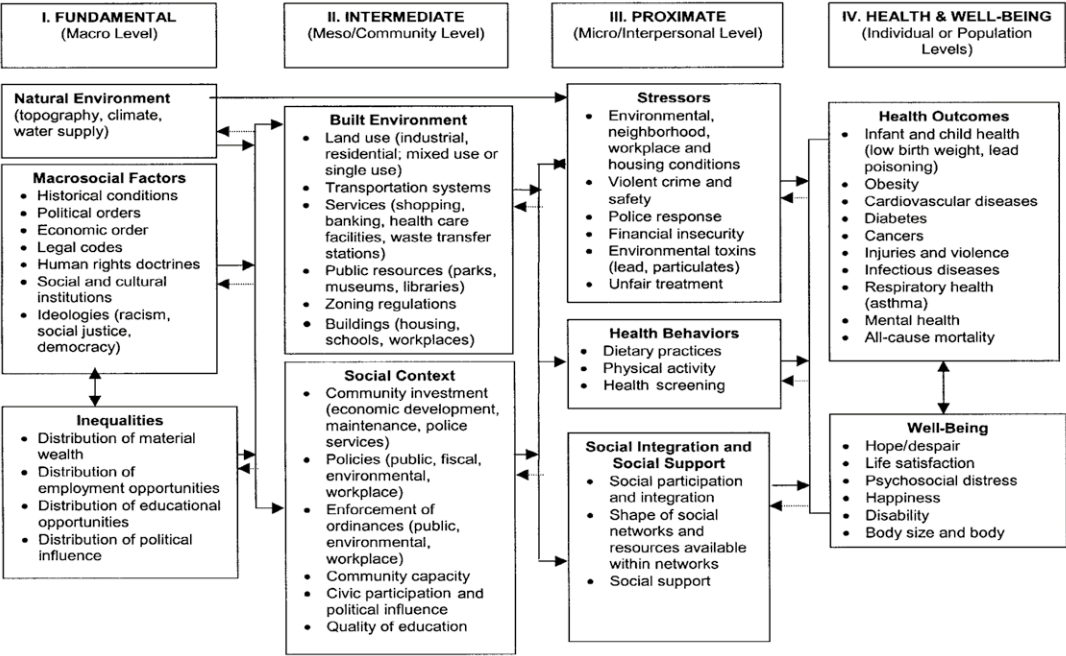 I. FUNDAMENTAL
(Macro Level)
II. INTERMEDIATE
(Meso/Community Level)
III. PROXIMATE
(Micro/Interpersonal Level)
IV. HEALTH & WELL-BEING
(Individual or Population
Levels)
Natural Environment
(topography, climate,
water supply)
Macrosocial Factors
• Historical conditions
• Political orders
• Economic order
• Legal codes
• Human rights doctrines
• Social and cultural
institutions
• Ideologies (racism,
social justice,
democracy)
Inequalities
• Distribution of material
wealth
• Distribution of
employment opportunities
• Distribution of educational
opportunities
• Distribution of political
influence
Built Environment
• Land use (industrial,
residential; mixed use or
single use)
• Transportation systems
• Services (shopping,
banking, health care
facilities, waste transfer
stations)
• Public resources (parks,
museums, libraries)
• Zoning regulations
• Buildings (housing,
schools, workplaces)
Social Context
• Community investment
(economic development,
maintenance, police
services)
• Policies (public, fiscal,
environmental,
workplace)
• Enforcement of
ordinances (public,
environmental,
workplace)
• Community capacity
• Civic participation and
political influence
• Quality of education
Stressors
• Environmental,
neighborhood,
workplace and
housing conditions
• Violent crime and
safety
• Police response
• Financial insecurity
• Environmental toxins
(lead, particulates)
• Unfair treatment
Health Behaviors
• Dietary practices
• Physical activity
• Health screening
Social Integration and
Social Support
• Social participation
and integration
• Shape of social
networks and
resources available
within networks
• Social support
Health Outcomes
• Infant and child health
(low birth weight, lead
poisoning)
• Obesity
• Cardiovascular diseases
• Diabetes
• Cancers
• Injuries and violence
• Infectious diseases
• Respiratory health
(asthma)
• Mental health
• All-cause mortality
Well-Being
• Hope/despair
• Life satisfaction
• Psychosocial distress
• Happiness
• Disability
• Body size and body